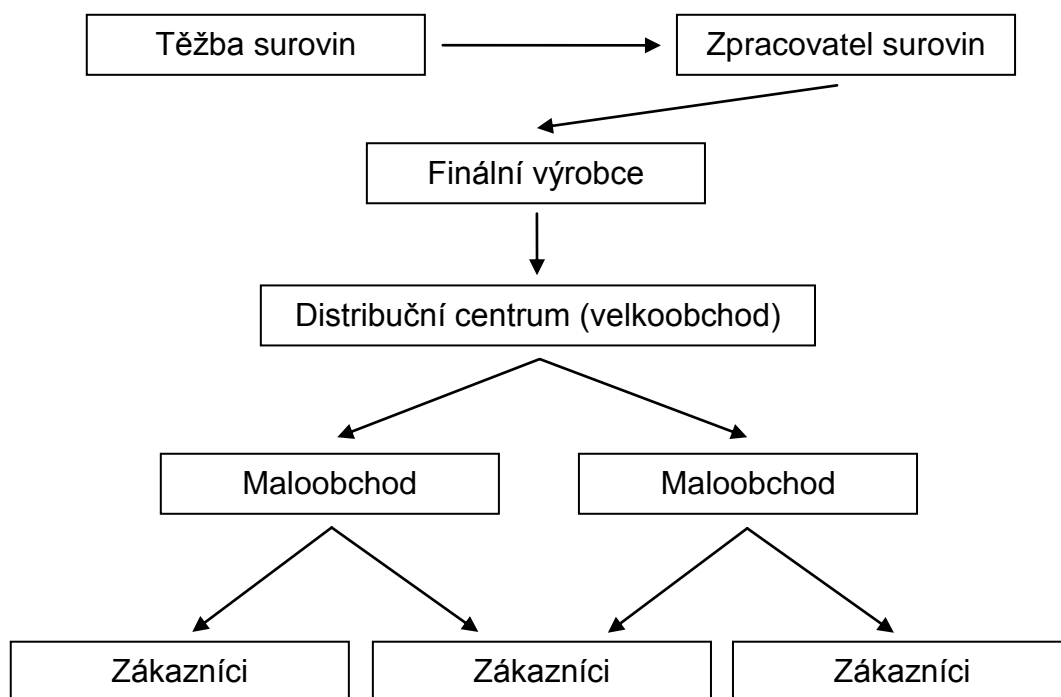 Těžba surovin
Zpracovatel surovin
Finální výrobce
Distribuční centrum (velkoobchod)
Maloobchod
Maloobchod
Zákazníci
Zákazníci
Zákazníci